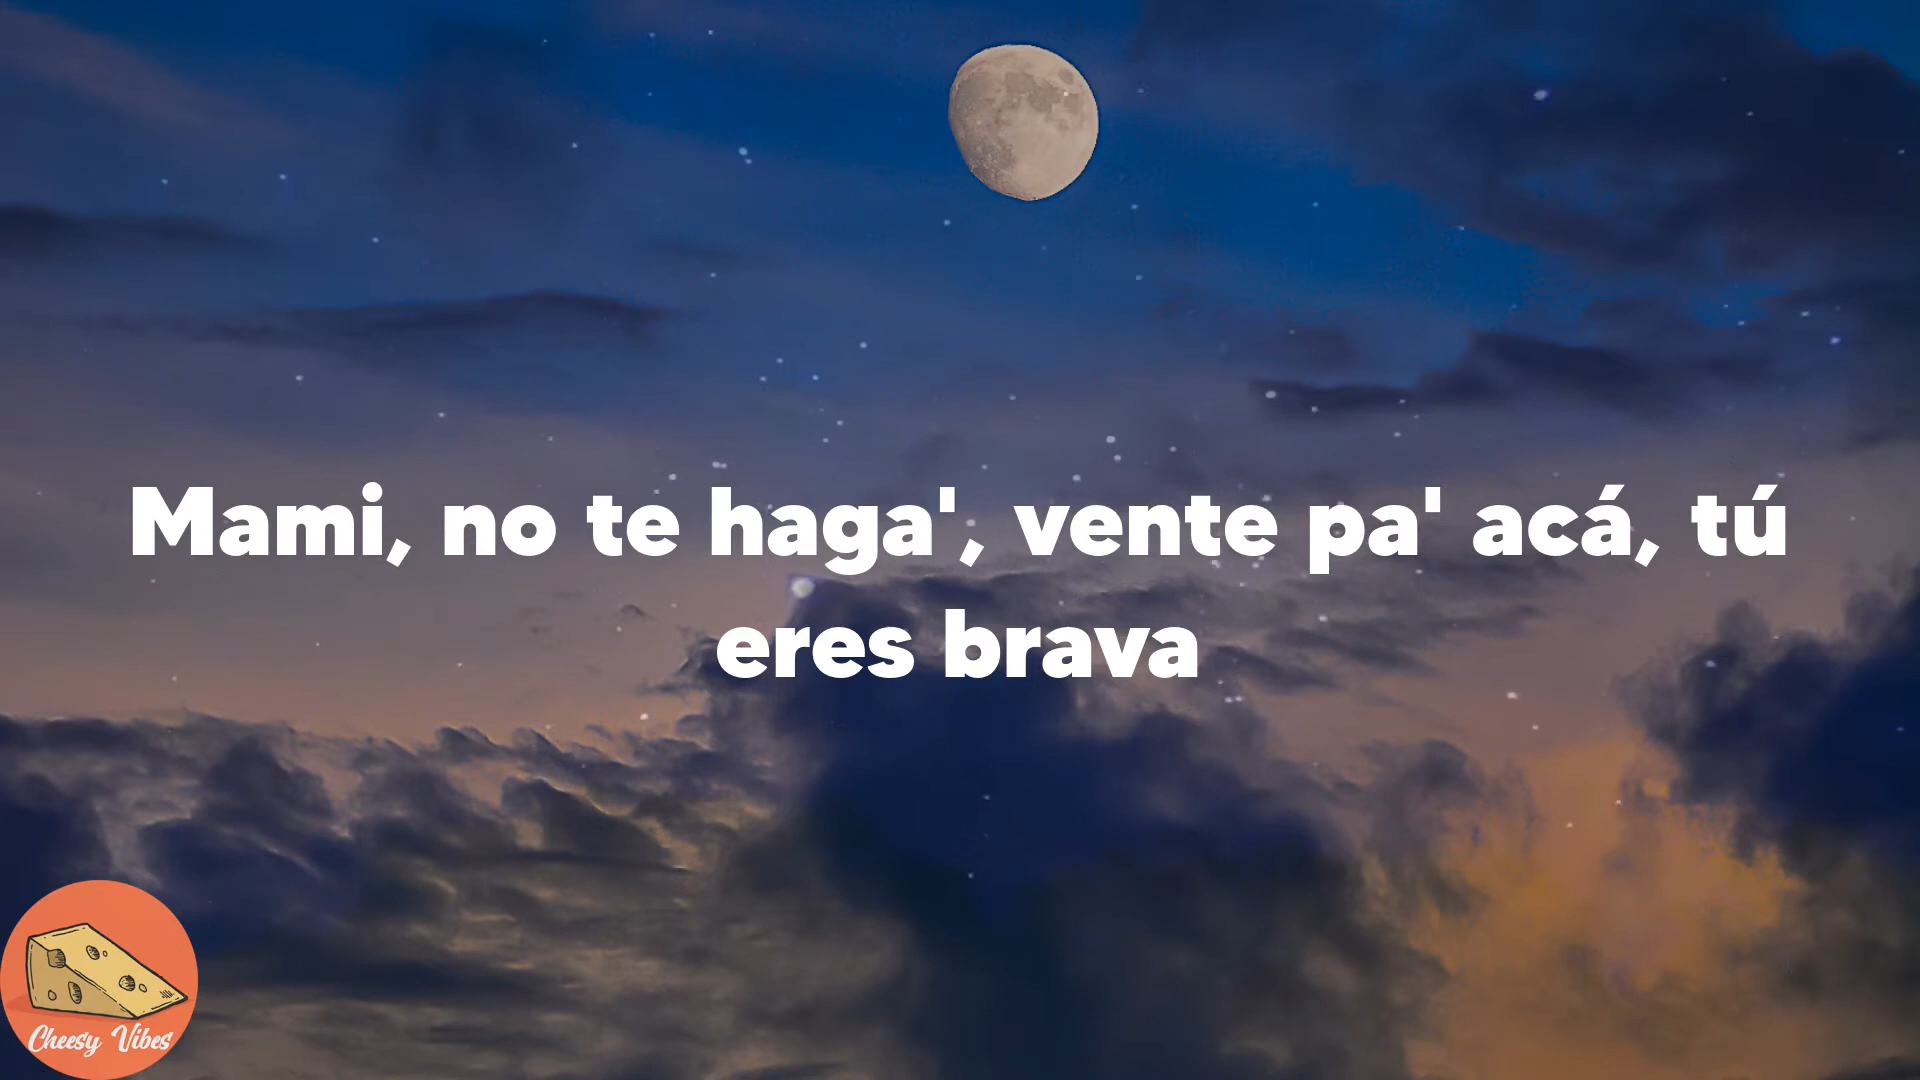 Mami, no te haga', vente pa' acá, tú
eres brava
Cheesy Vibes